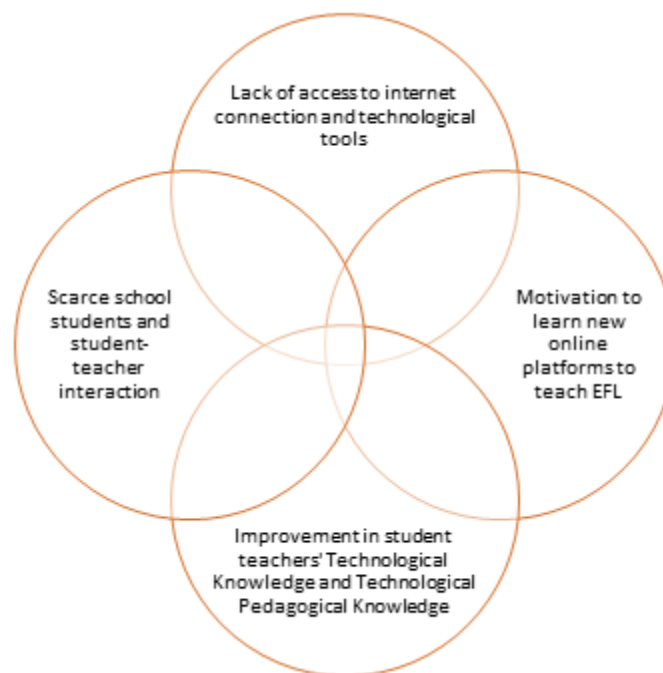 Lack of access to internet
connection and technological
tools
Scarce school
students and
student-
teacher
interaction
Motivation to
learn new
online
platforms to
teach EFL
Improvement in student
teachers' Technological
Knowledge and Technological
Pedagogical Knowledge